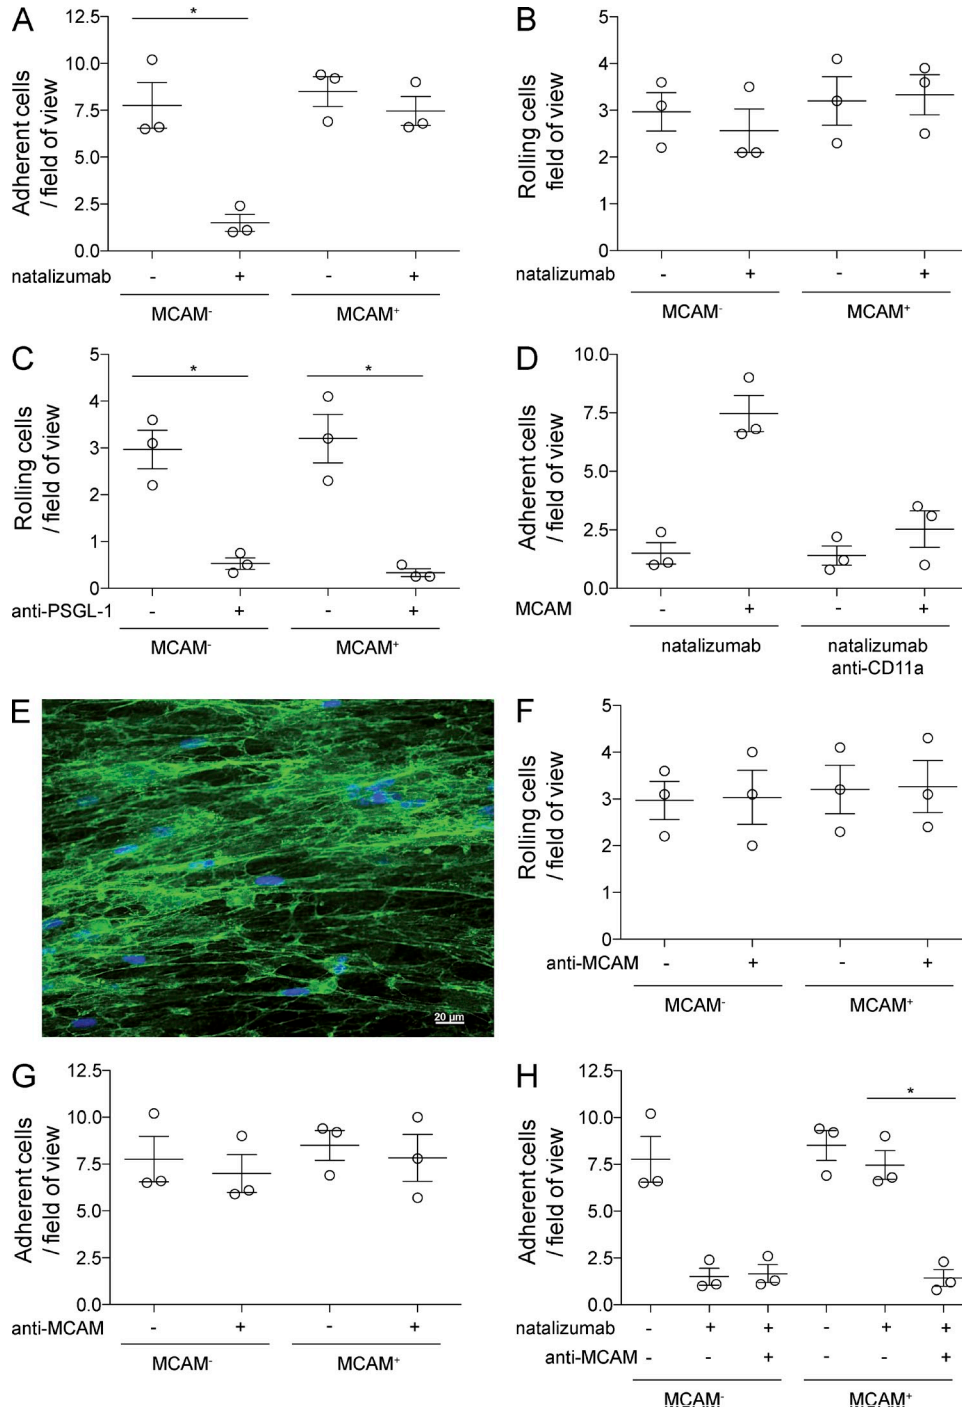 A
Adherent cells
/ field of view
12.5
10.0
7.5
5.0
2.5
0.0
*
natalizumab - + - +
MCAM- MCAM+
B
Rolling cells
field of view
5
4
3
2
1
0
natalizumab - + - +
MCAM- MCAM+
C
Rolling cells
/ field of view
5
4
3
2
1
0
* *
anti-PSGL-1 - + - +
MCAM- MCAM+
D
Adherent cells
/ field of view
10.0
7.5
5.0
2.5
0.0
MCAM - + - +
natalizumab natalizumab
anti-CD11a
E
20 µm
F
Rolling cells
/ field of view
5
4
3
2
1
0
anti-MCAM - + - +
MCAM- MCAM+
G
Adherent cells
/ field of view
12.5
10.0
7.5
5.0
2.5
0.0
anti-MCAM - + - +
MCAM- MCAM+
H
Adherent cells
/ field of view
12.5
10.0
7.5
5.0
2.5
0.0
*
natalizumab - + + - + +
anti-MCAM - - + - - +
MCAM- MCAM+